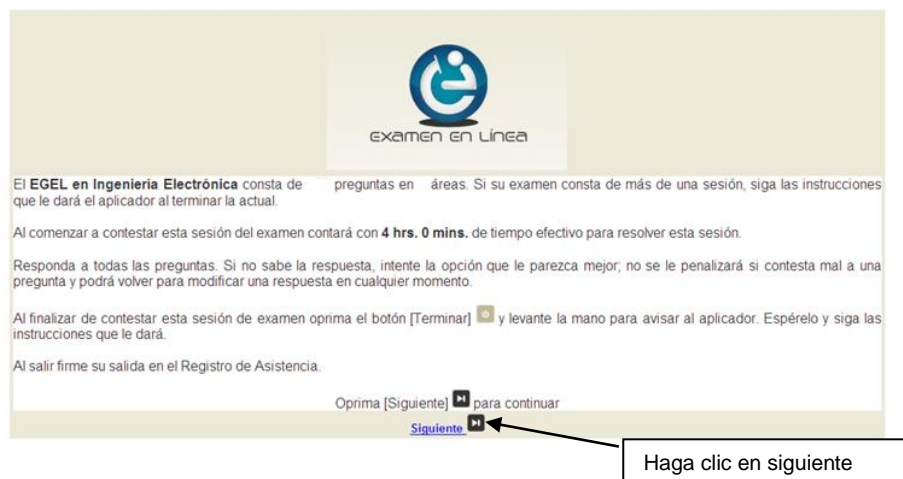 examen en Línea
El EGEL en Ingeniería Electrónica consta de preguntas en áreas. Si su examen consta de más de una sesión, siga las instrucciones
que le dará el aplicador al terminar la actual.
Al comenzar a contestar esta sesión del examen contará con 4 hrs. 0 mins. de tiempo efectivo para resolver esta sesión.
Responda a todas las preguntas. Si no sabe la respuesta, intente la opción que le parezca mejor; no se le penalizará si contesta mal a una
pregunta y podrá volver para modificar una respuesta en cualquier momento.
Al finalizar de contestar esta sesión de examen oprima el botón [Terminar] y levante la mano para avisar al aplicador. Espérelo y siga las
instrucciones que le dará.
Al salir firme su salida en el Registro de Asistencia.
Oprima [Siguiente] para continuar
Siguiente
Haga clic en siguiente